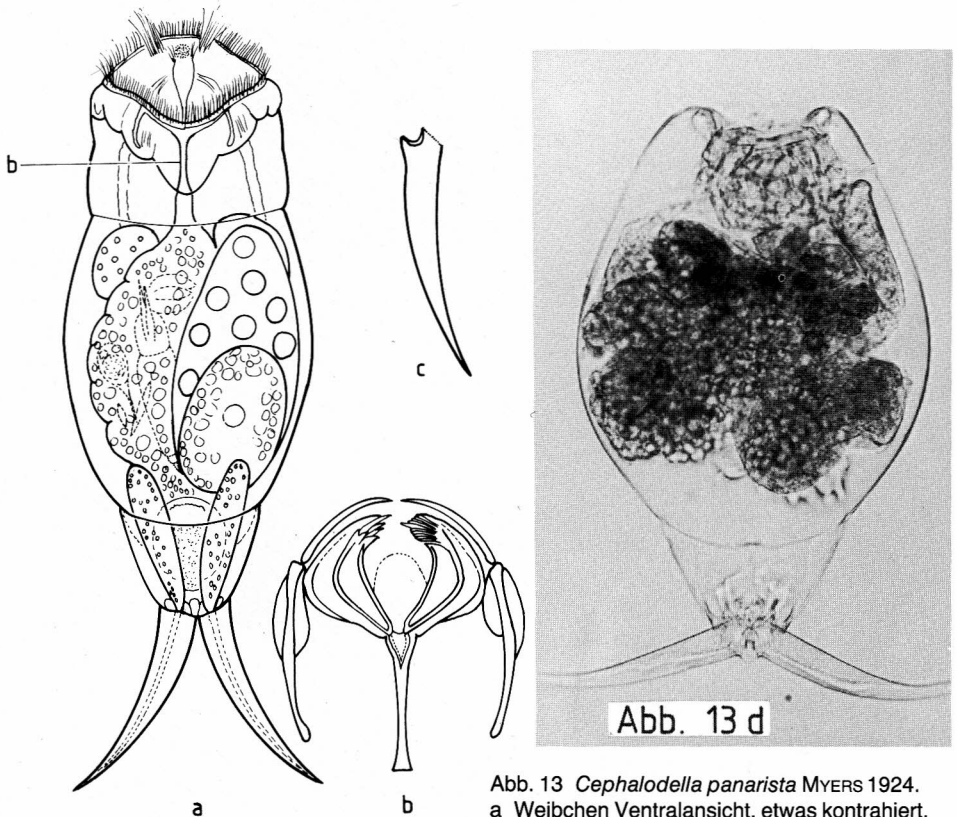 b
c
a
b
Abb. 13 d
Abb. 13 Cephalodella panarista MYERS 1924.
a Weibchen Ventralansicht, etwas kontrahiert.